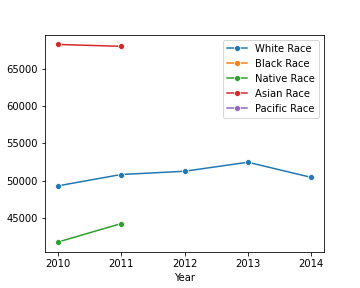 White Race
Black Race
Native Race
Asian Race
Pacific Race
65000
60000
55000
50000
45000
2010 2011 2012 2013 2014
Year